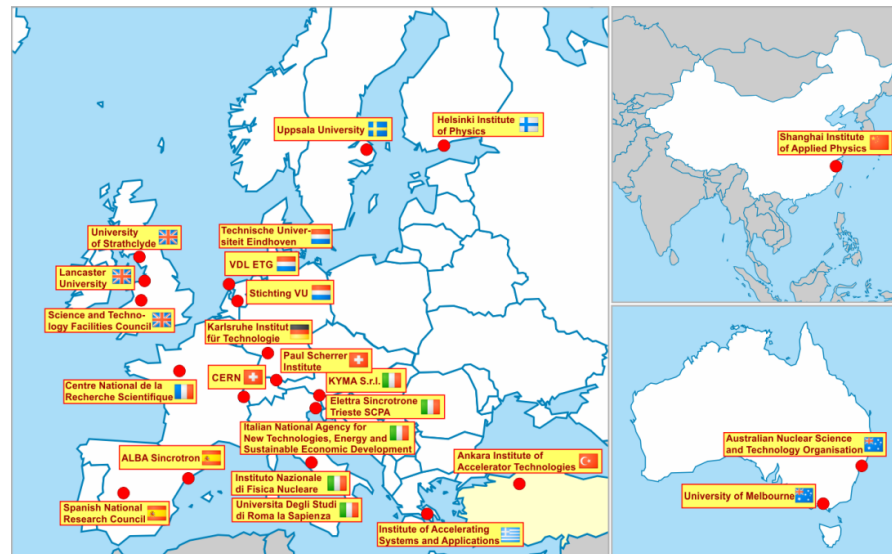 Uppsala University
Helsinki Institute
of Physics
University
of Strathclyde
Technische Univer-
siteit Eindhoven
Lancaster
University
VDL ETG
Stichting VU
Science and Techno-
logy Facilities Council
Karlsruhe Institut
für Technologie
Paul Scherrer
Institute
CERN
KYMA S.r.l.
Centre National de la
Recherche Scientifique
Elettra Sincrotrone
Trieste SCPA
Italian National Agency for
New Technologies, Energy and
Sustainable Economic Development
ALBA Sincrotron
Ankara Institute of
Accelerator Technologies
Instituto Nazionale
di Fisica Nucleare
Spanish National
Research Council
Universita Degli Studi
di Roma la Sapienza
Institute of Accelerating
Systems and Applications
Shanghai Institute
of Applied Physics
Australian Nuclear Science
and Technology Organisation
University of Melbourne